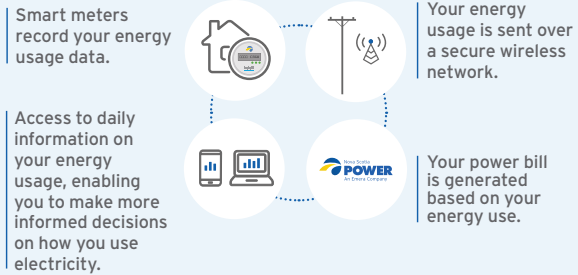 Smart meters
record your energy
usage data.
Your energy
usage is sent over
a secure wireless
network.
Access to daily
information on
your energy
usage, enabling
you to make more
informed decisions
on how you use
electricity.
Nova Scotia
POWER
An Emera Company
Your power bill
is generated
based on your
energy use.